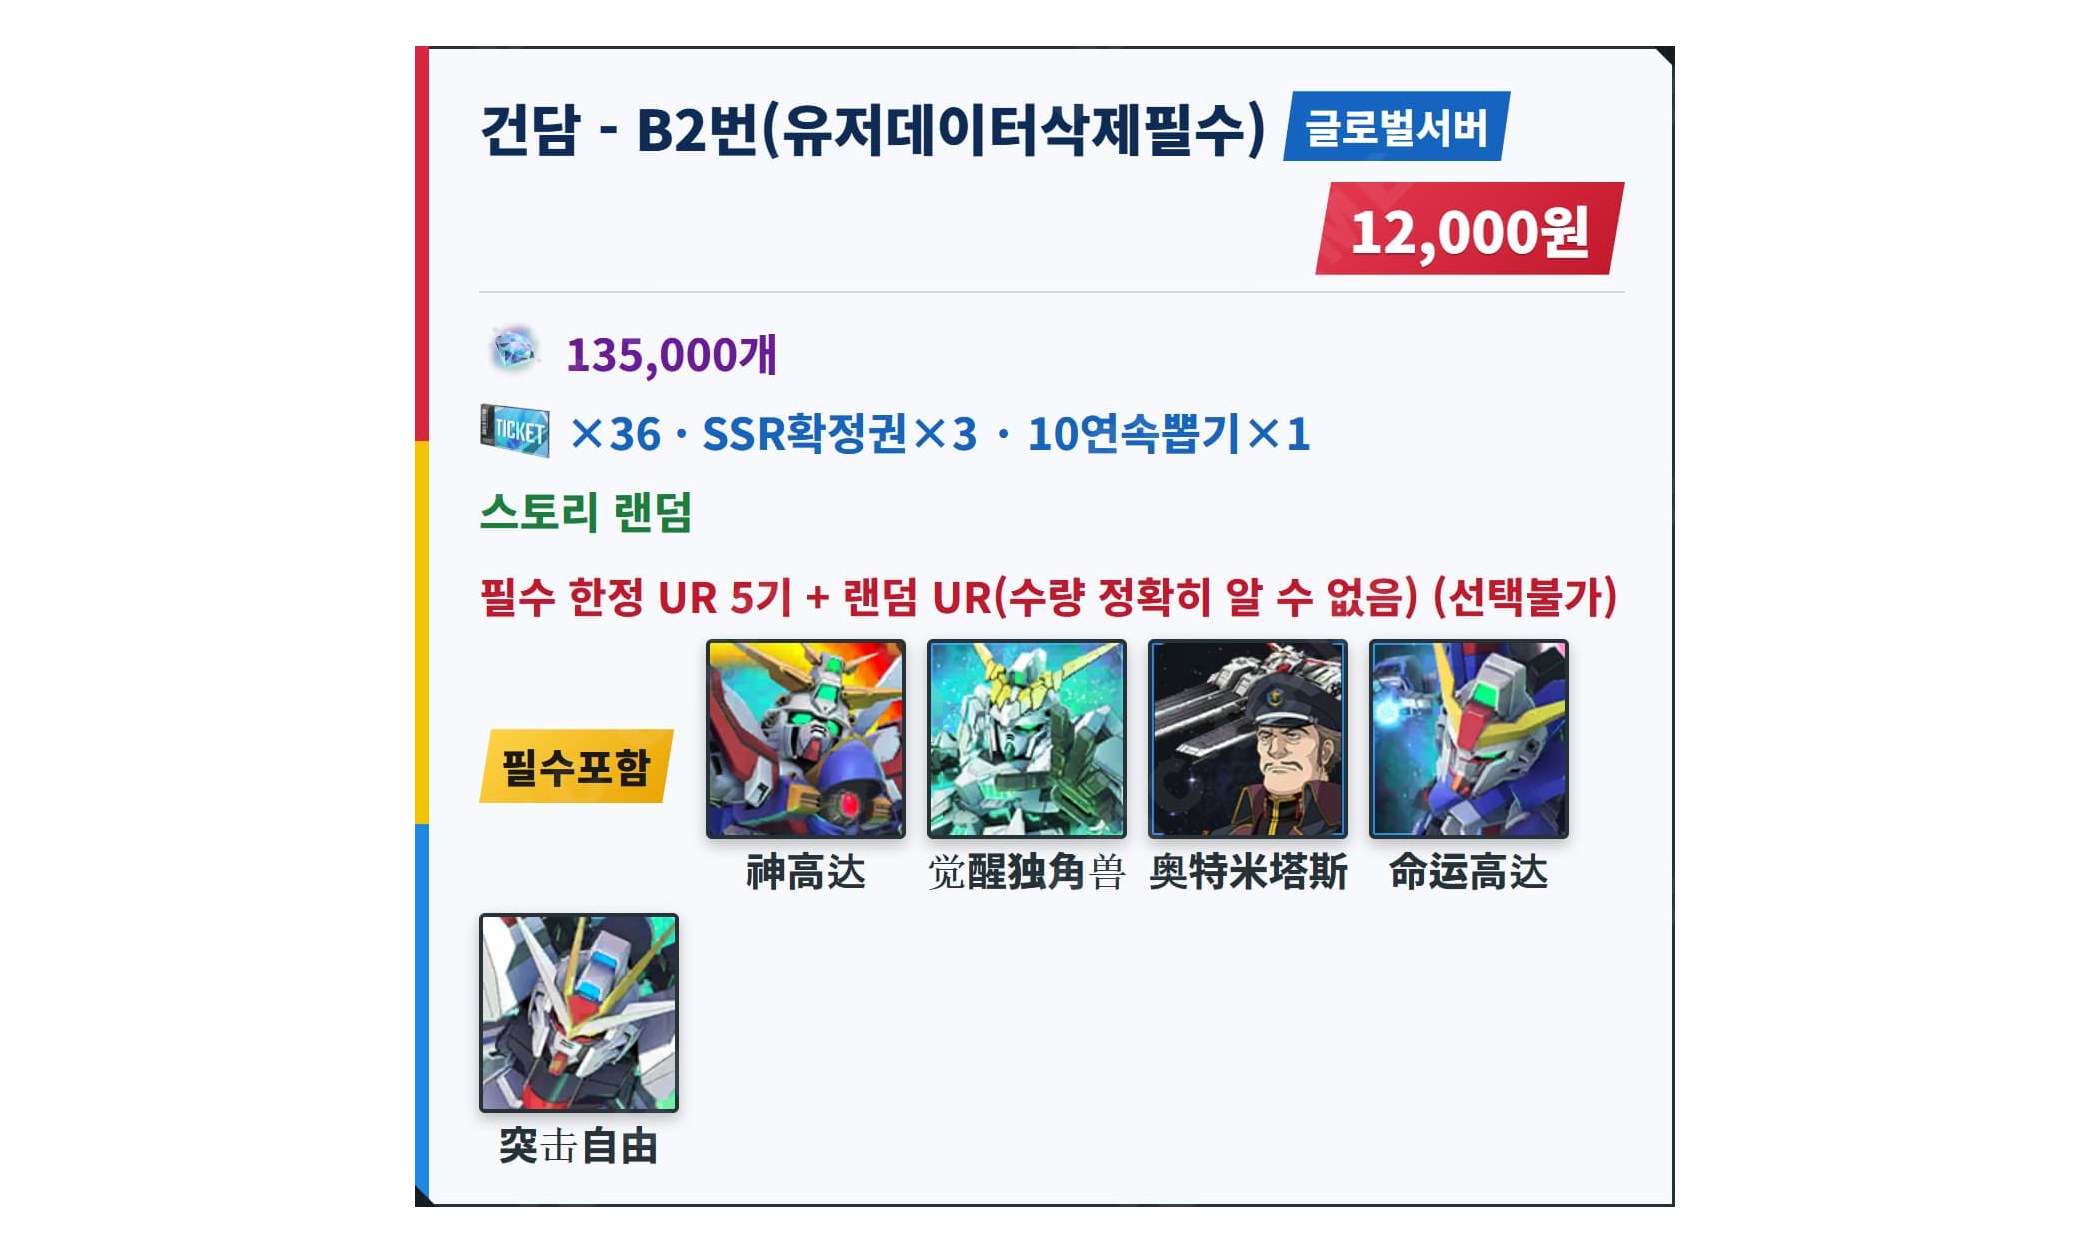 건담 - B2번(유저데이터삭제필수) 글로벌서버
12,000원
135,000개
TICKET ×36 · SSR확정권×3 · 10연속뽑기×1
스토리 랜덤
필수 한정 UR 5기 + 랜덤 UR(수량 정확히 알 수 없음) (선택불가)
필수포함
神高达 觉醒独角兽 奥特米塔斯 命运高达
突击自由